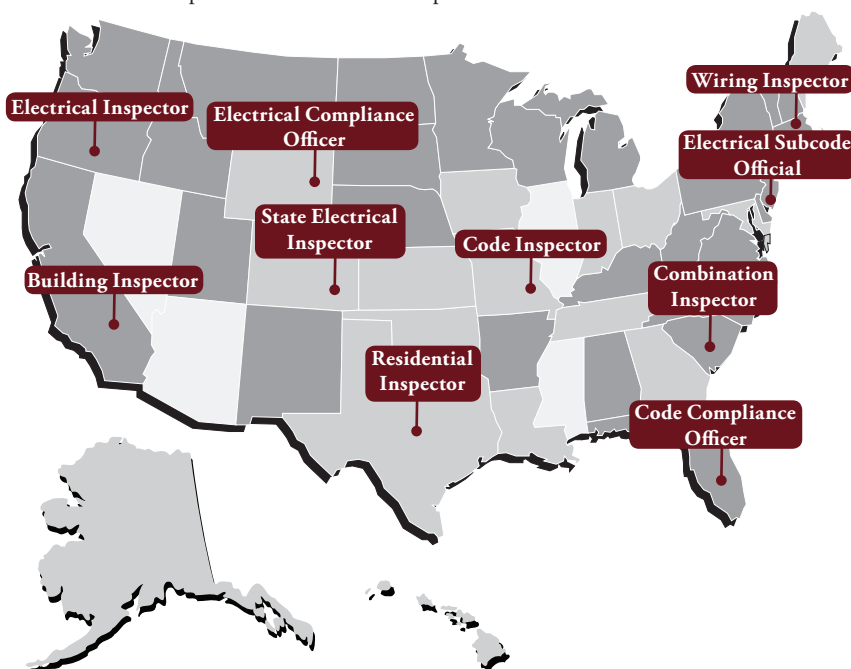 Wiring Inspector
Electrical Inspector
Electrical Compliance
Officer
Electrical Subcode
Official
State Electrical
Inspector
Code Inspector
Building Inspector
Combination
Inspector
Residential
Inspector
Code Compliance
Officer